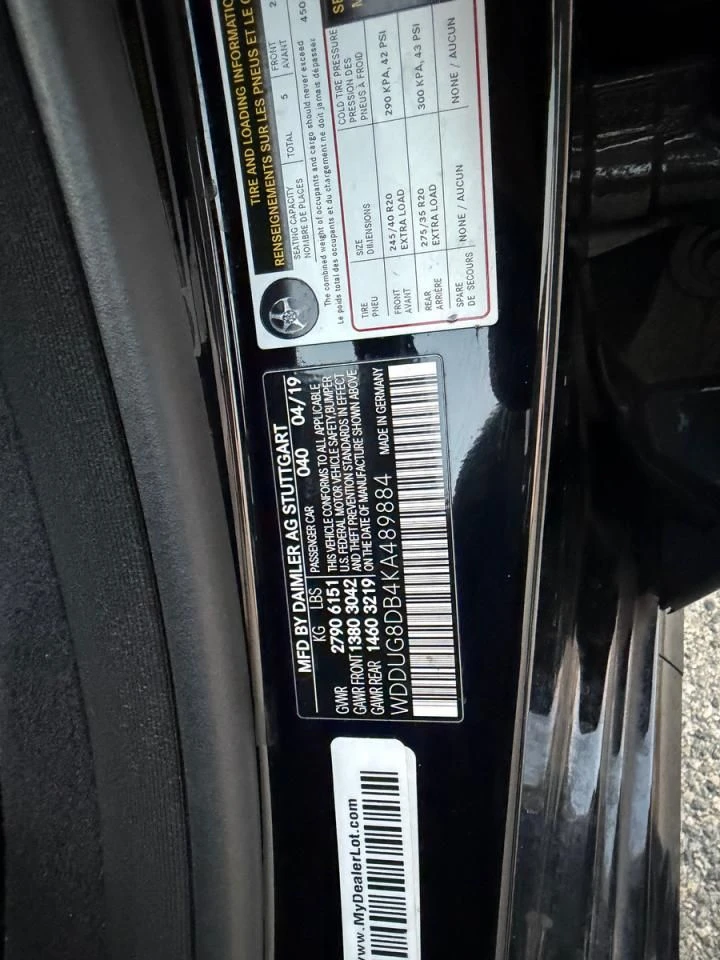 TIRE AND LOADING INFORMATIO
RENSEIGNEMENTS SUR LES PNEUS ET LE C
SEATING CAPACITY
NOMBRE DE PLACES
TOTAL 5
FRONT
AVANT
2
The combined weight of occupants and cargo should never exceed 450
Le poids total des occupants et du chargement ne doit jamais dépasser
TIRE
PNEU
SIZE
DIMENSIONS
COLD TIRE PRESSURE
PRESSION DES
PNEUS À FROID
FRONT
AVANT
245/40 R20
EXTRA LOAD
290 KPA, 42 PSI
REAR
ARRIÈRE
275/35 R20
EXTRA LOAD
300 KPA, 43 PSI
SPARE
DE SECOURS
NONE / AUCUN
NONE / AUCUN
MFD BY DAIMLER AG STUTTGART
KG LBS PASSENGER CAR 040 04/19
GVWR 2790 6151 THIS VEHICLE CONFORMS TO ALL APPLICABLE
U.S. FEDERAL MOTOR VEHICLE SAFETY,BUMPER
GAWR FRONT 1380 3042 AND THEFT PREVENTION STANDARDS IN EFFECT
GAWR REAR 1460 3219 ON THE DATE OF MANUFACTURE SHOWN ABOVE.
WDDUG8DB4KA489884 MADE IN GERMANY
www.MyDealerLot.com